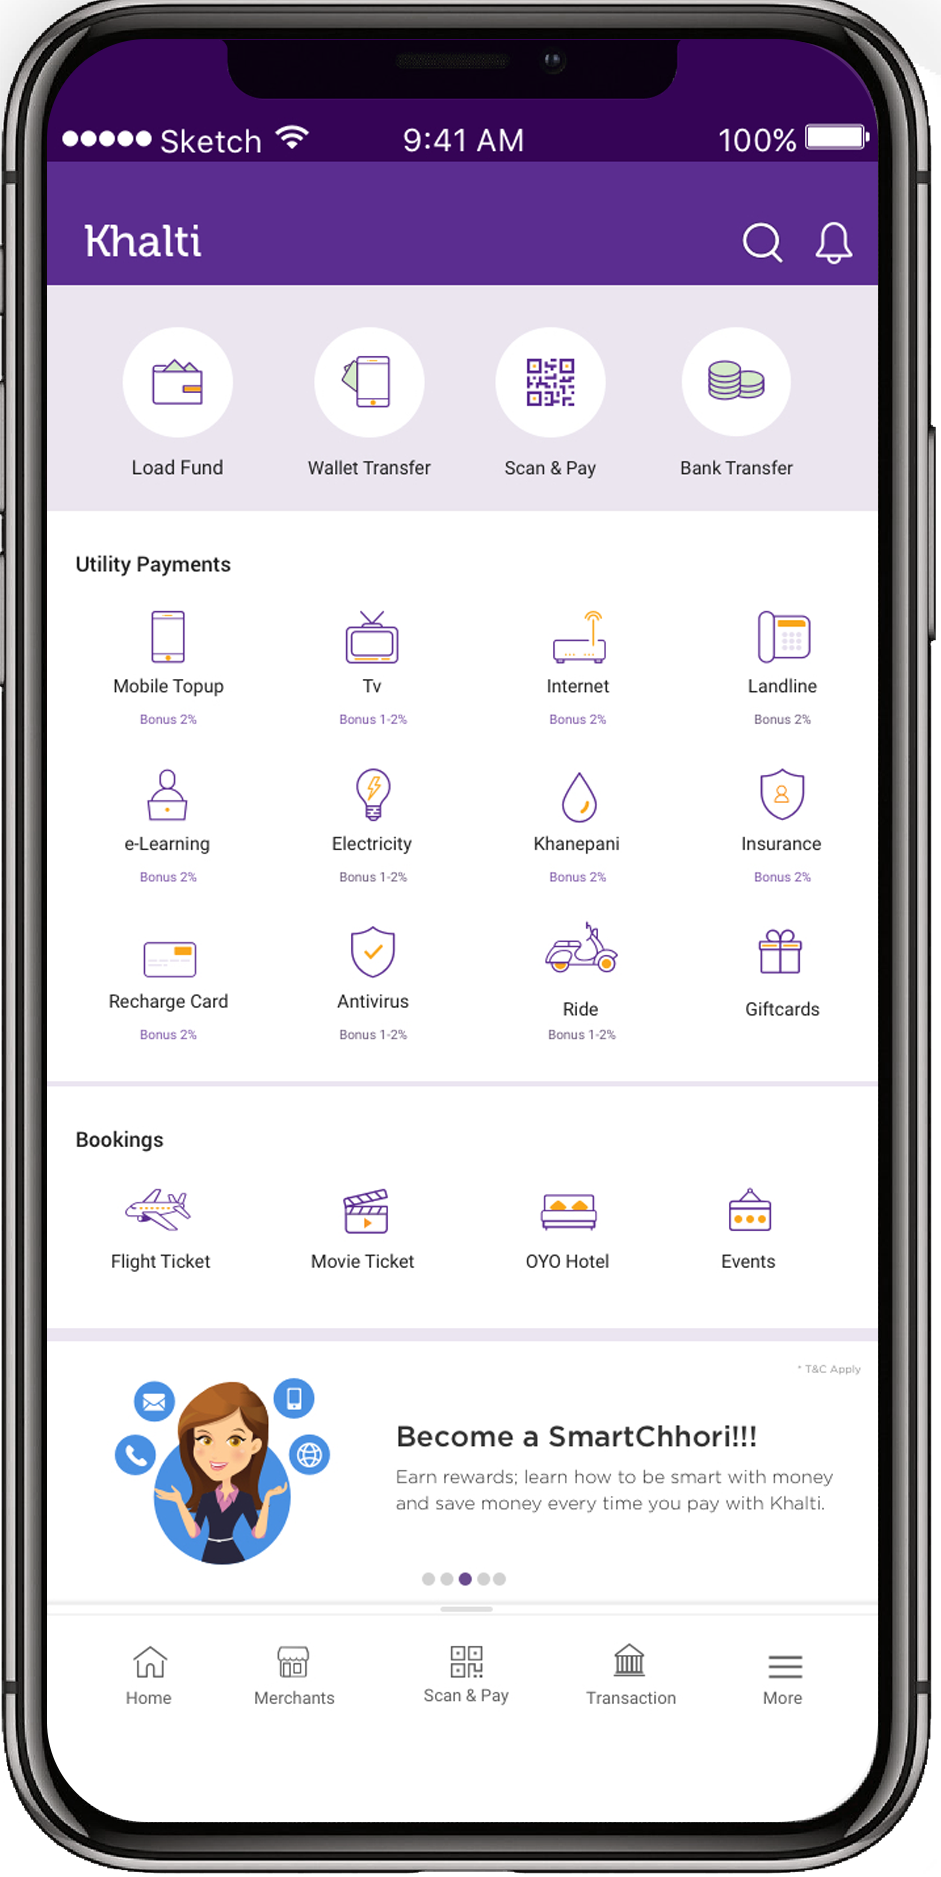 Sketch 9:41 AM 100%
Khalti
Load Fund Wallet Transfer Scan & Pay Bank Transfer
Utility Payments
Mobile Topup Tv Internet Landline
Bonus 2% Bonus 1-2% Bonus 2% Bonus 2%
e-Learning Electricity Khanepani Insurance
Bonus 2% Bonus 1-2% Bonus 2% Bonus 2%
Recharge Card Antivirus Ride Giftcards
Bonus 2% Bonus 1-2% Bonus 1-2%
Bookings
Flight Ticket Movie Ticket OYO Hotel Events
* T&C Apply
Become a SmartChhori!!!
Earn rewards; learn how to be smart with money
and save money every time you pay with Khalti.
Home Merchants Scan & Pay Transaction More